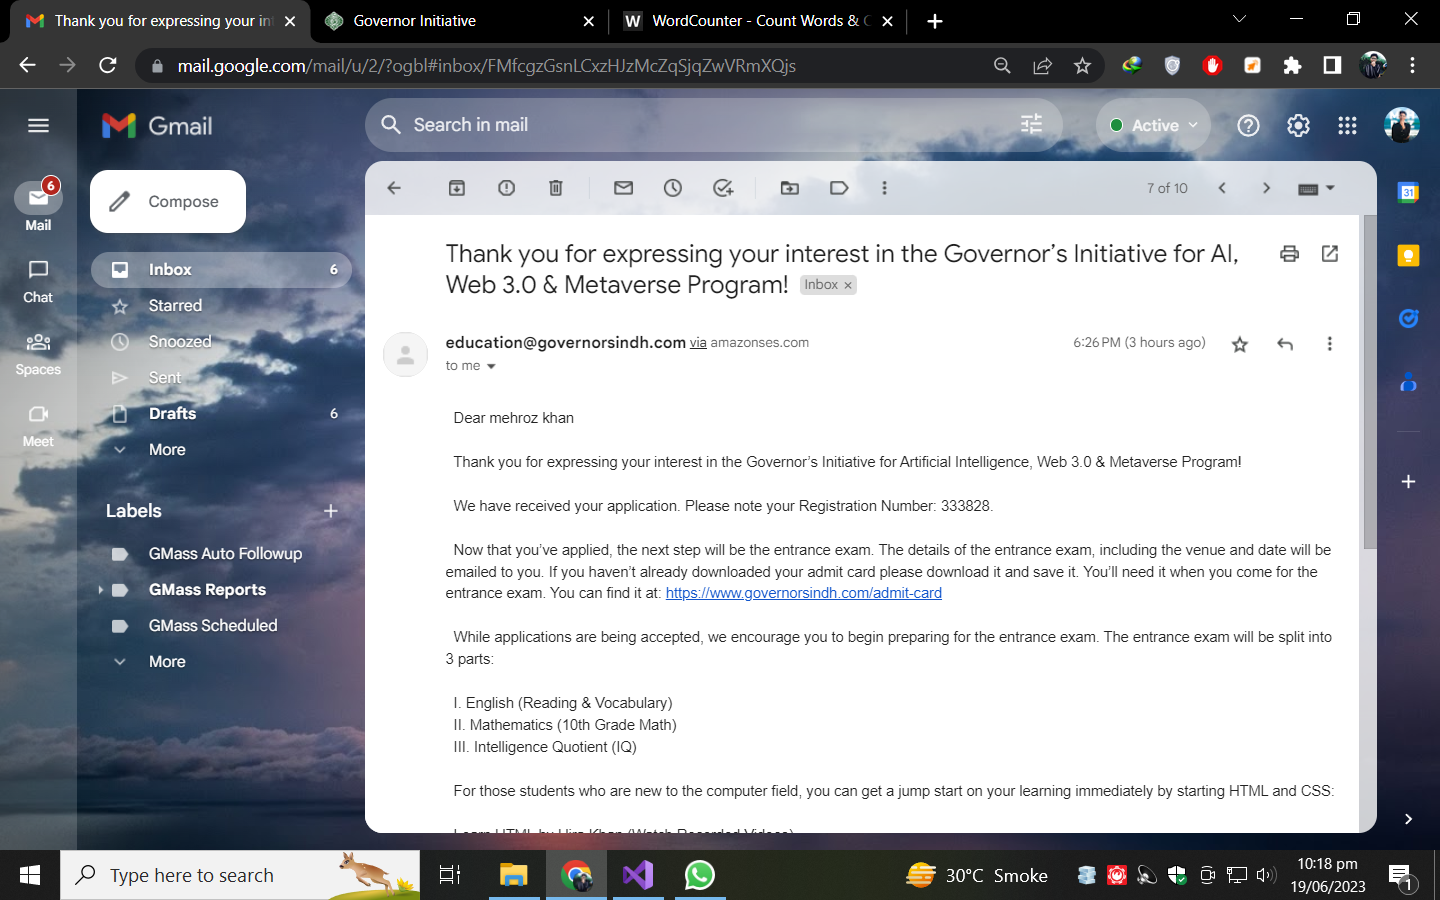 Thank you for expressing your in
Governor Initiative
WordCounter - Count Words & C
mail.google.com/mail/u/2/?ogbl#inbox/FMfcgzGsnLCxzHJzMcZqSjqZwVRmXQjs
Gmail
Search in mail
Active
6
Mail
Chat
Spaces
Meet
Compose
Inbox 6
Starred
Snoozed
Sent
Drafts 6
More
Labels
GMass Auto Followup
GMass Reports
GMass Scheduled
More
7 of 10
Thank you for expressing your interest in the Governor’s Initiative for AI,
Web 3.0 & Metaverse Program! Inbox ×
education@governorsindh.com via amazonses.com
6:26 PM (3 hours ago)
to me
Dear mehroz khan
Thank you for expressing your interest in the Governor’s Initiative for Artificial Intelligence, Web 3.0 & Metaverse Program!
We have received your application. Please note your Registration Number: 333828.
Now that you’ve applied, the next step will be the entrance exam. The details of the entrance exam, including the venue and date will be
emailed to you. If you haven’t already downloaded your admit card please download it and save it. You’ll need it when you come for the
entrance exam. You can find it at: https://www.governorsindh.com/admit-card
While applications are being accepted, we encourage you to begin preparing for the entrance exam. The entrance exam will be split into
3 parts:
I. English (Reading & Vocabulary)
II. Mathematics (10th Grade Math)
III. Intelligence Quotient (IQ)
For those students who are new to the computer field, you can get a jump start on your learning immediately by starting HTML and CSS:
Learn HTML by Hira Khan (Watch Recorded Videos)
31
Type here to search
30°C Smoke
10:18 pm
19/06/2023
1